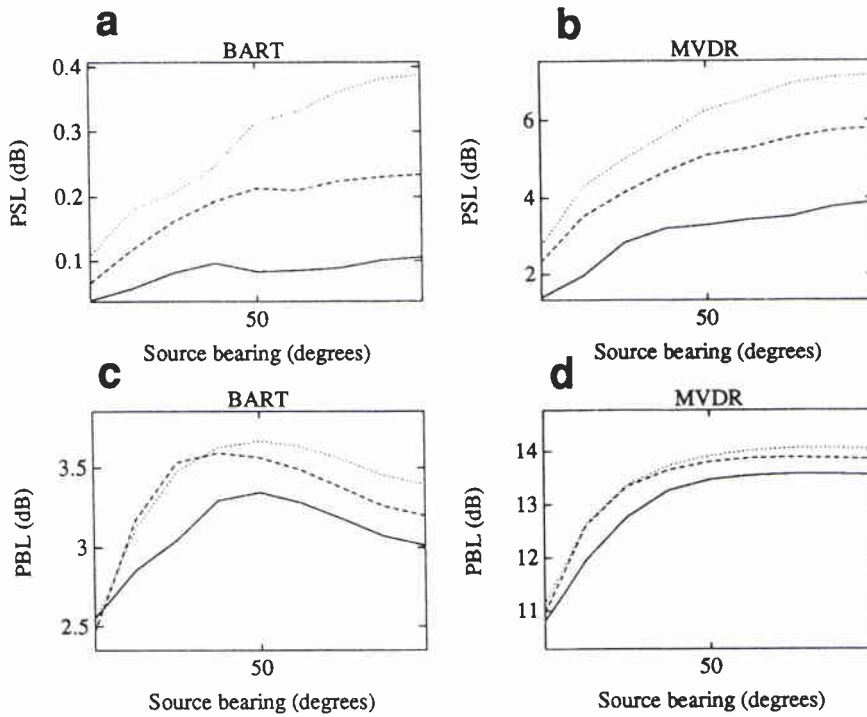 a
BART
0.4
0.3
0.2
0.1
PSL (dB)
50
Source bearing (degrees)
b
MVDR
6
4
2
PSL (dB)
50
Source bearing (degrees)
c
BART
3.5
3
2.5
PBL (dB)
50
Source bearing (degrees)
d
MVDR
14
13
12
11
PBL (dB)
50
Source bearing (degrees)